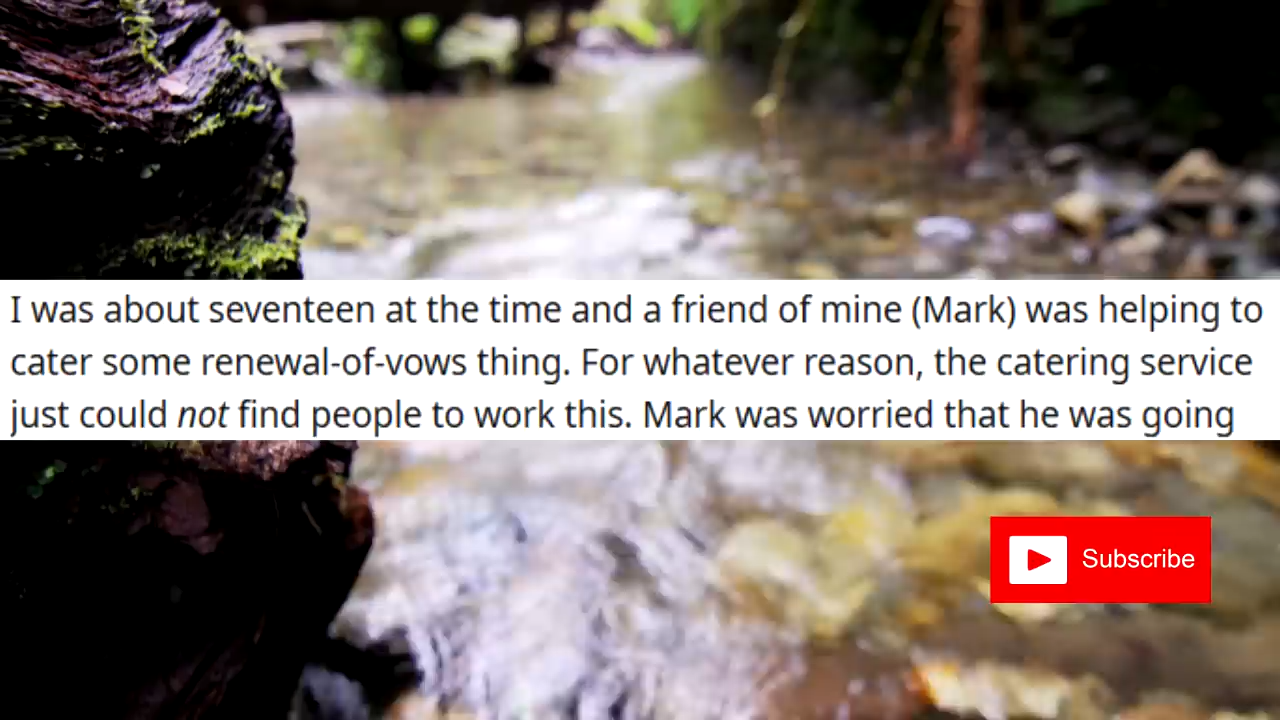 I was about seventeen at the time and a friend of mine (Mark) was helping to
cater some renewal-of-vows thing. For whatever reason, the catering service
just could not find people to work this. Mark was worried that he was going
Subscribe